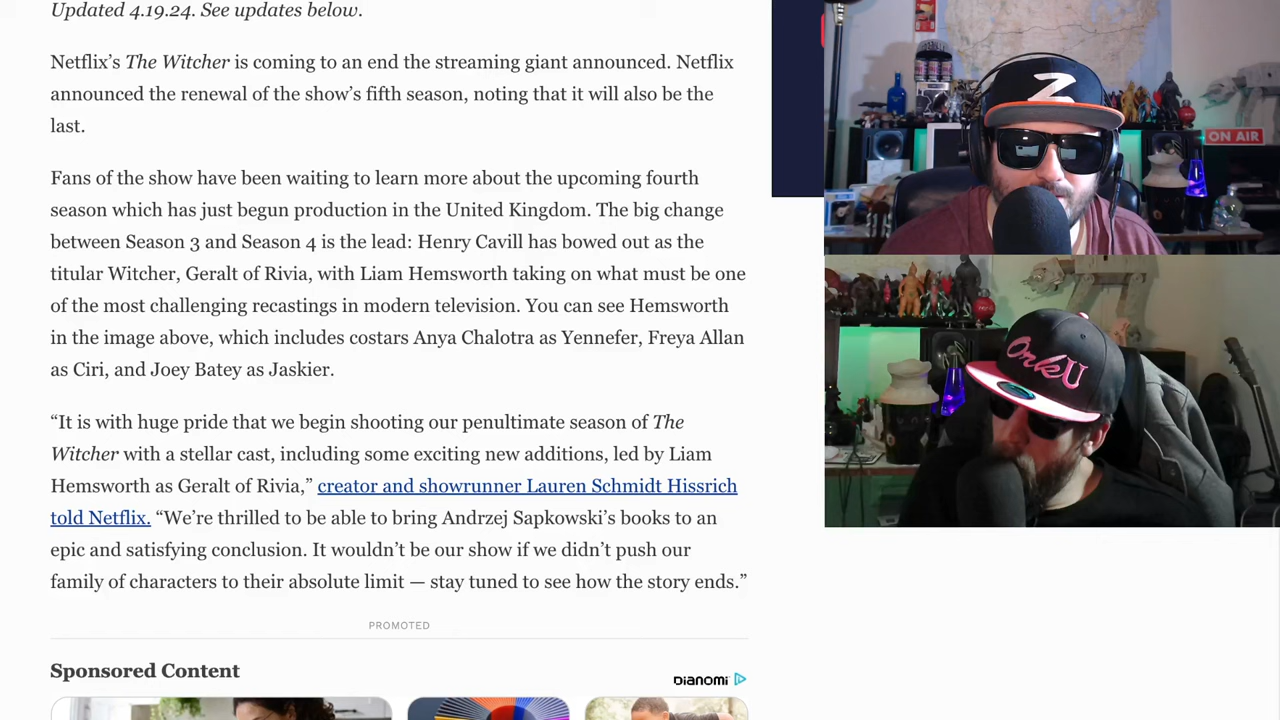 Updated 4.19.24. See updates below.
Netflix’s The Witcher is coming to an end the streaming giant announced. Netflix
announced the renewal of the show’s fifth season, noting that it will also be the
last.
Fans of the show have been waiting to learn more about the upcoming fourth
season which has just begun production in the United Kingdom. The big change
between Season 3 and Season 4 is the lead: Henry Cavill has bowed out as the
titular Witcher, Geralt of Rivia, with Liam Hemsworth taking on what must be one
of the most challenging recastings in modern television. You can see Hemsworth
in the image above, which includes costars Anya Chalotra as Yennefer, Freya Allan
as Ciri, and Joey Batey as Jaskier.
“It is with huge pride that we begin shooting our penultimate season of The
Witcher with a stellar cast, including some exciting new additions, led by Liam
Hemsworth as Geralt of Rivia,” creator and showrunner Lauren Schmidt Hissrich
told Netflix. “We’re thrilled to be able to bring Andrzej Sapkowski’s books to an
epic and satisfying conclusion. It wouldn’t be our show if we didn’t push our
family of characters to their absolute limit — stay tuned to see how the story ends.”
PROMOTED
Sponsored Content
DIANOMI
Z
ON AIR
OrkU